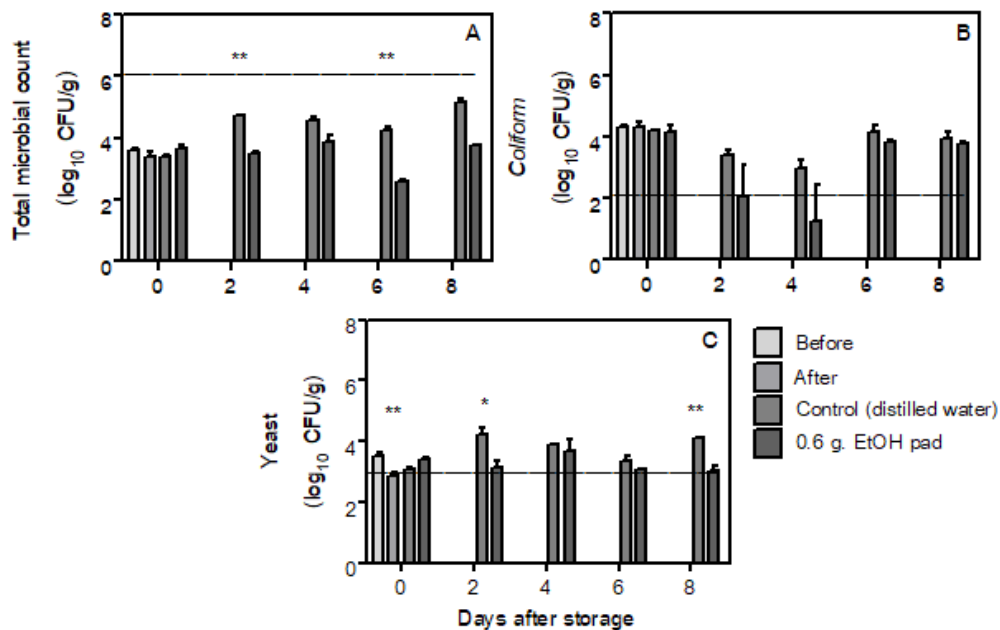 A
Total microbial count
(log10 CFU/g)
8
6
4
2
0
** **
0 2 4 6 8
B
Coliform
(log10 CFU/g)
8
6
4
2
0
0 2 4 6 8
C
Yeast
(log10 CFU/g)
8
6
4
2
0
** * **
0 2 4 6 8
Days after storage
Before
After
Control (distilled water)
0.6 g. EtOH pad